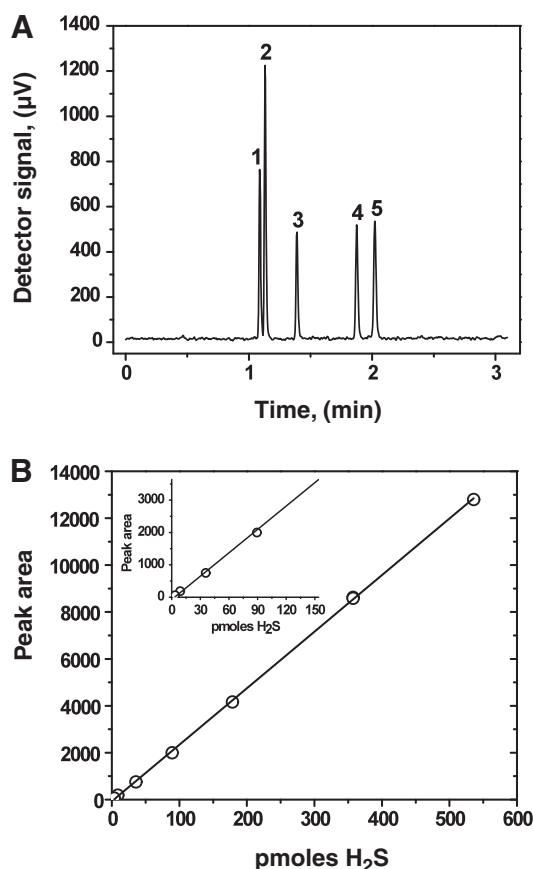 A
Detector signal, (µV)
1400
1200
1000
800
600
400
200
0
1
2
3
4
5
0 1 2 3
Time, (min)
B
Peak area
14000
12000
10000
8000
6000
4000
2000
0
Peak area
3000
2000
1000
0
0 30 60 90 120 150
pmoles H2S
0 100 200 300 400 500 600
pmoles H2S